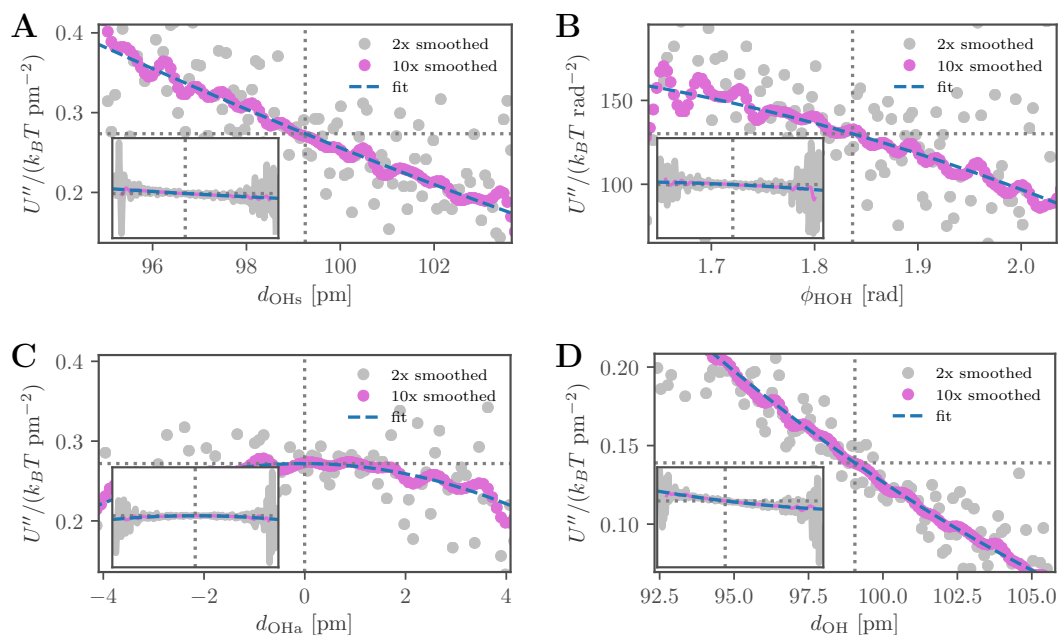 A
U''/(k_BT pm⁻²)
0.4
0.3
0.2
2x smoothed
10x smoothed
fit
96 98 100 102
d_OHs [pm]
B
U''/(k_BT rad⁻²)
150
100
2x smoothed
10x smoothed
fit
1.7 1.8 1.9 2.0
ϕ_HOH [rad]
C
U''/(k_BT pm⁻²)
0.4
0.3
0.2
2x smoothed
10x smoothed
fit
−4 −2 0 2 4
d_OHa [pm]
D
U''/(k_BT pm⁻²)
0.20
0.15
0.10
2x smoothed
10x smoothed
fit
92.5 95.0 97.5 100.0 102.5 105.0
d_OH [pm]